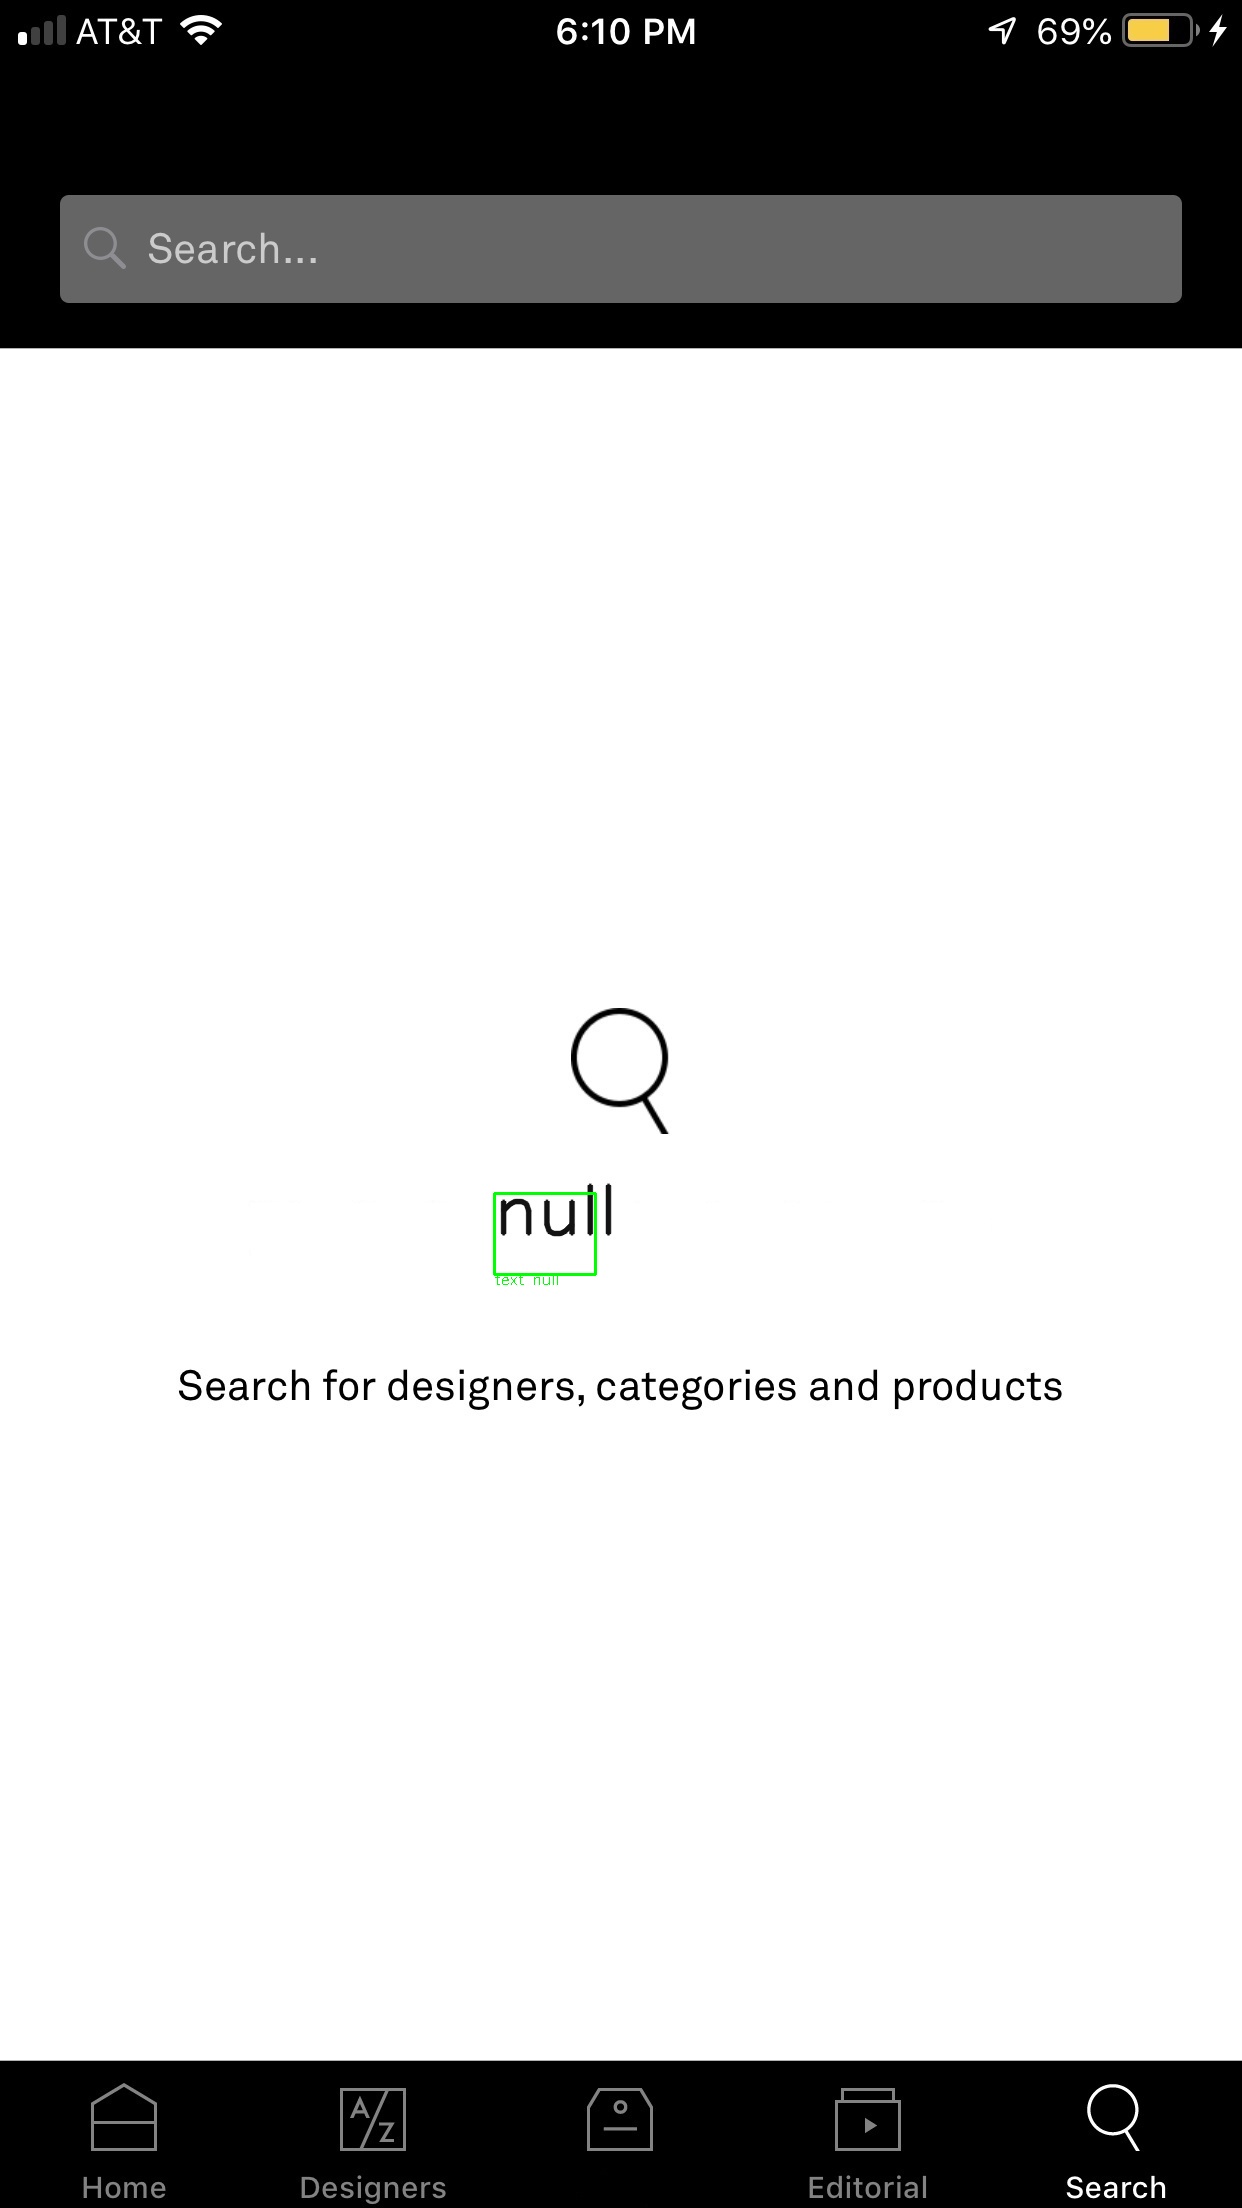 AT&T 6:10 PM 69%
Search...
null
text null
Search for designers, categories and products
A/Z
Home Designers Editorial Search